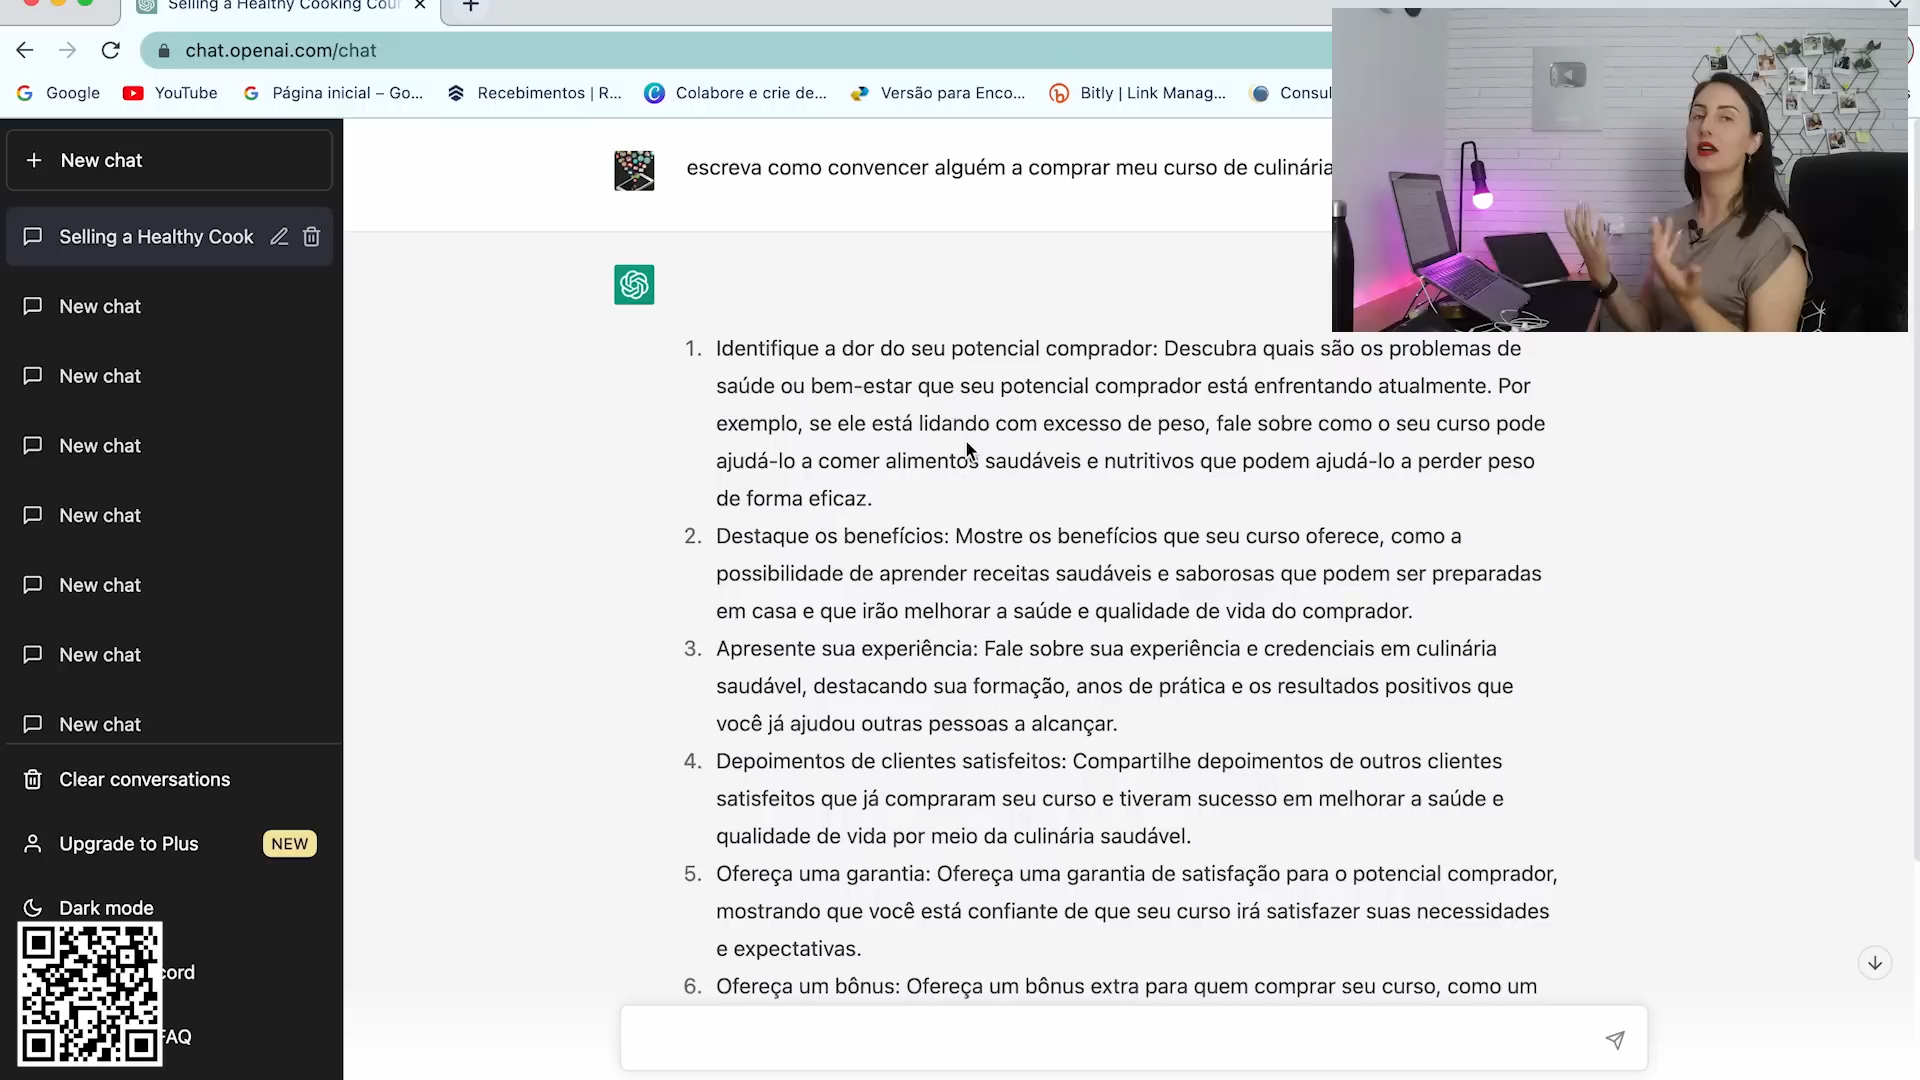 Selling a Healthy Cooking Cour
chat.openai.com/chat
Google
YouTube
Página inicial – Go...
Recebimentos | R...
Colabore e crie de...
Versão para Enco...
Bitly | Link Manag...
Consul
New chat
Selling a Healthy Cook
New chat
New chat
New chat
New chat
New chat
New chat
New chat
Clear conversations
Upgrade to Plus
NEW
Dark mode
cord
FAQ
escreva como convencer alguém a comprar meu curso de culinária
1. Identifique a dor do seu potencial comprador: Descubra quais são os problemas de
saúde ou bem-estar que seu potencial comprador está enfrentando atualmente. Por
exemplo, se ele está lidando com excesso de peso, fale sobre como o seu curso pode
ajudá-lo a comer alimentos saudáveis e nutritivos que podem ajudá-lo a perder peso
de forma eficaz.
2. Destaque os benefícios: Mostre os benefícios que seu curso oferece, como a
possibilidade de aprender receitas saudáveis e saborosas que podem ser preparadas
em casa e que irão melhorar a saúde e qualidade de vida do comprador.
3. Apresente sua experiência: Fale sobre sua experiência e credenciais em culinária
saudável, destacando sua formação, anos de prática e os resultados positivos que
você já ajudou outras pessoas a alcançar.
4. Depoimentos de clientes satisfeitos: Compartilhe depoimentos de outros clientes
satisfeitos que já compraram seu curso e tiveram sucesso em melhorar a saúde e
qualidade de vida por meio da culinária saudável.
5. Ofereça uma garantia: Ofereça uma garantia de satisfação para o potencial comprador,
mostrando que você está confiante de que seu curso irá satisfazer suas necessidades
e expectativas.
6. Ofereça um bônus: Ofereça um bônus extra para quem comprar seu curso, como um